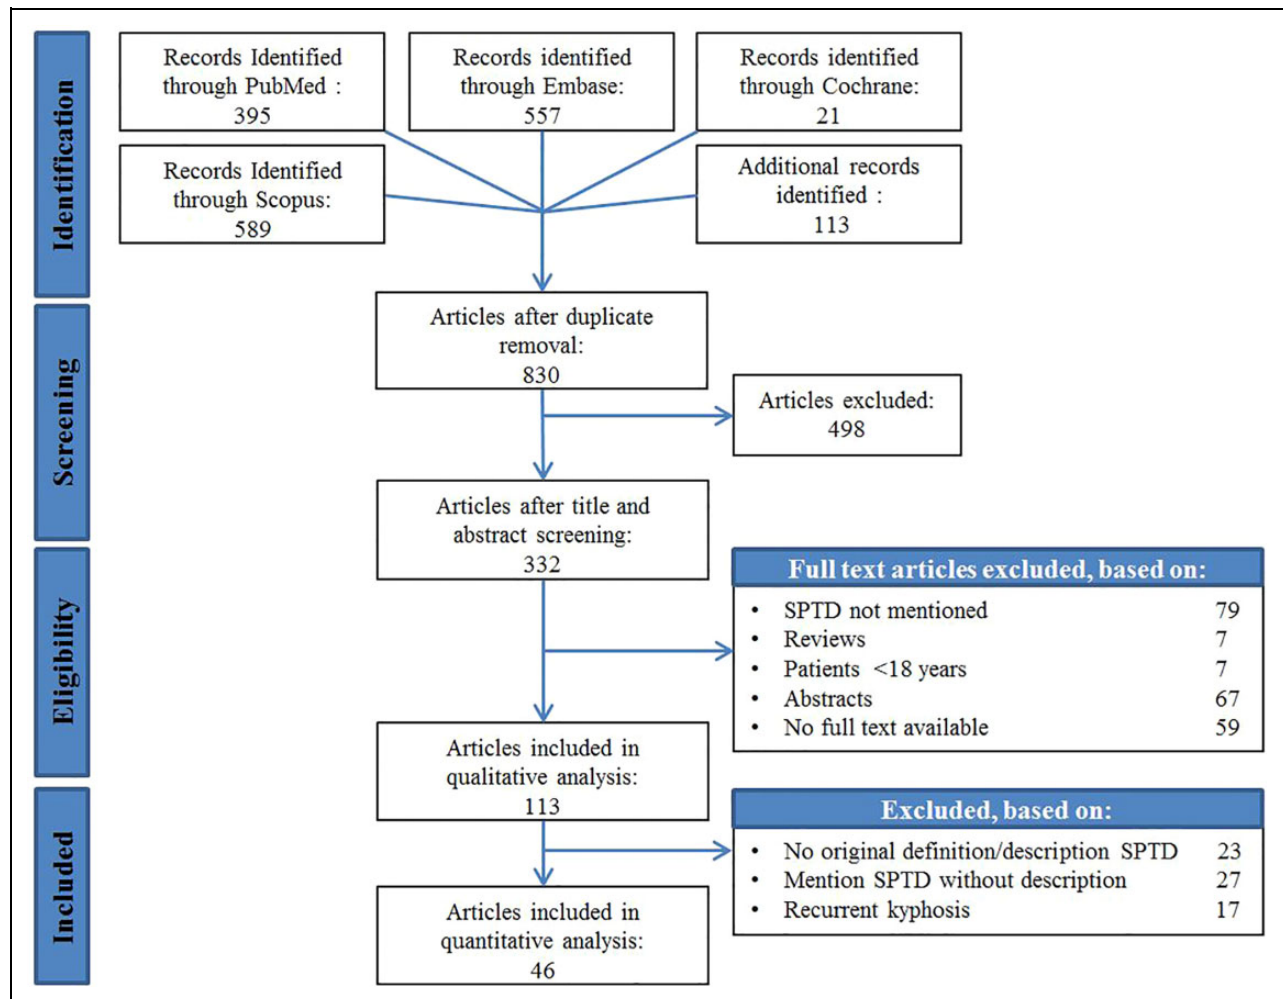 Identification
Records Identified
through PubMed :
395
Records identified
through Embase:
557
Records identified
through Cochrane:
21
Records Identified
through Scopus:
589
Additional records
identified :
113
Screening
Articles after duplicate
removal:
830
Articles excluded:
498
Articles after title and
abstract screening:
332
Eligibility
Full text articles excluded, based on:
• SPTD not mentioned 79
• Reviews 7
• Patients <18 years 7
• Abstracts 67
• No full text available 59
Articles included in
qualitative analysis:
113
Included
Excluded, based on:
• No original definition/description SPTD 23
• Mention SPTD without description 27
• Recurrent kyphosis 17
Articles included in
quantitative analysis:
46